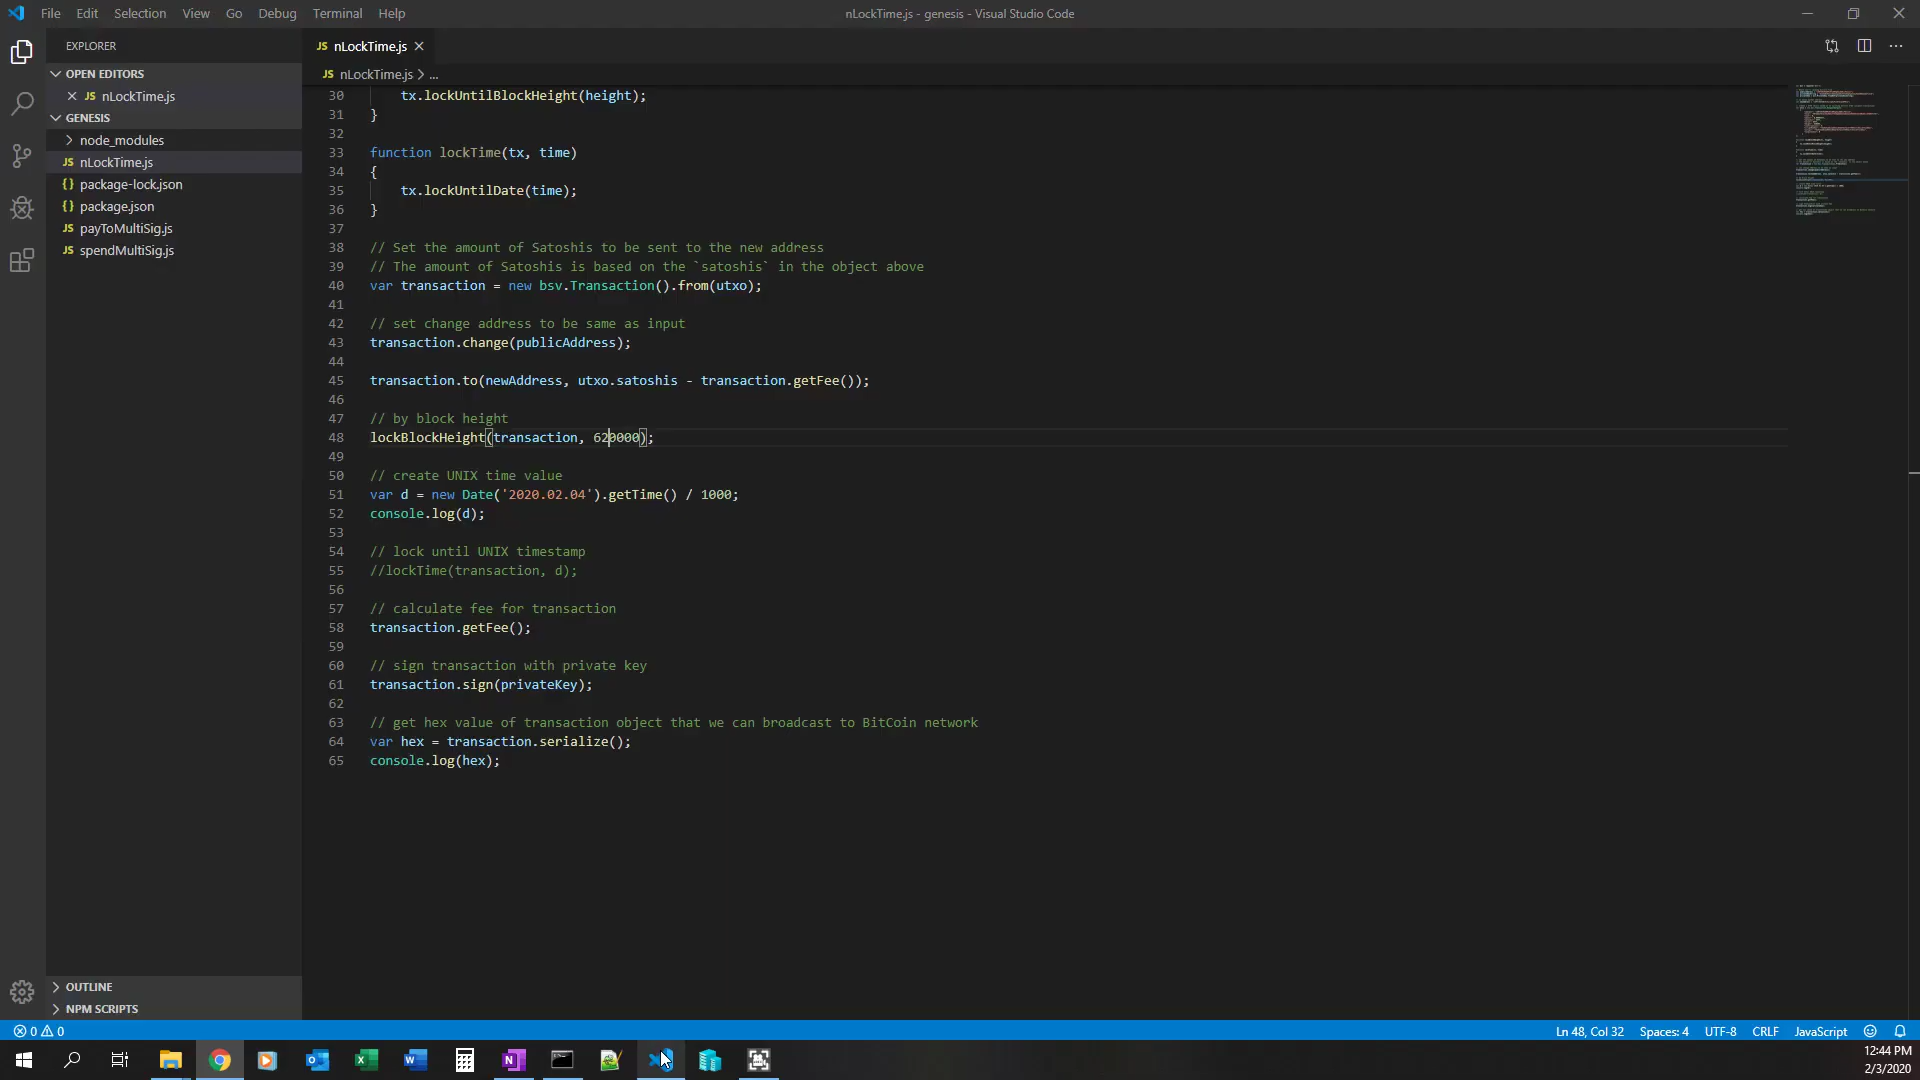 File Edit Selection View Go Debug Terminal Help
nLockTime.js - genesis - Visual Studio Code
EXPLORER
OPEN EDITORS
JS nLockTime.js
GENESIS
node_modules
JS nLockTime.js
{} package-lock.json
{} package.json
JS payToMultiSig.js
JS spendMultiSig.js
OUTLINE
NPM SCRIPTS
JS nLockTime.js
JS nLockTime.js > ...
30 tx.lockUntilBlockHeight(height);
31 }
32
33 function lockTime(tx, time)
34 {
35 tx.lockUntilDate(time);
36 }
37
38 // Set the amount of Satoshis to be sent to the new address
39 // The amount of Satoshis is based on the `satoshis` in the object above
40 var transaction = new bsv.Transaction().from(utxo);
41
42 // set change address to be same as input
43 transaction.change(publicAddress);
44
45 transaction.to(newAddress, utxo.satoshis - transaction.getFee());
46
47 // by block height
48 lockBlockHeight(transaction, 620000);
49
50 // create UNIX time value
51 var d = new Date('2020.02.04').getTime() / 1000;
52 console.log(d);
53
54 // lock until UNIX timestamp
55 //lockTime(transaction, d);
56
57 // calculate fee for transaction
58 transaction.getFee();
59
60 // sign transaction with private key
61 transaction.sign(privateKey);
62
63 // get hex value of transaction object that we can broadcast to BitCoin network
64 var hex = transaction.serialize();
65 console.log(hex);
0 0
Ln 48, Col 32 Spaces: 4 UTF-8 CRLF JavaScript
12:44 PM
2/3/2020